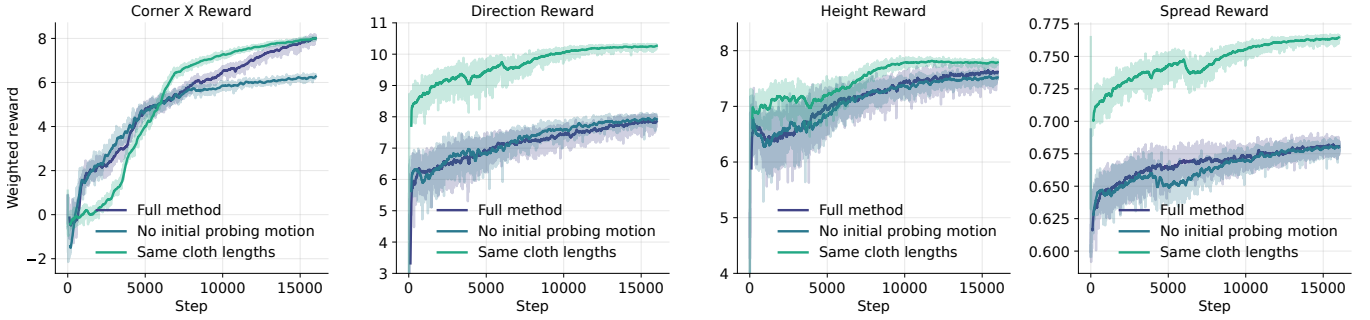 Corner X Reward
Weighted reward
8
6
4
2
0
−2
Full method
No initial probing motion
Same cloth lengths
0 5000 10000 15000
Step
Direction Reward
11
10
9
8
7
6
5
4
3
Full method
No initial probing motion
Same cloth lengths
0 5000 10000 15000
Step
Height Reward
8
7
6
5
4
Full method
No initial probing motion
Same cloth lengths
0 5000 10000 15000
Step
Spread Reward
0.775
0.750
0.725
0.700
0.675
0.650
0.625
0.600
Full method
No initial probing motion
Same cloth lengths
0 5000 10000 15000
Step